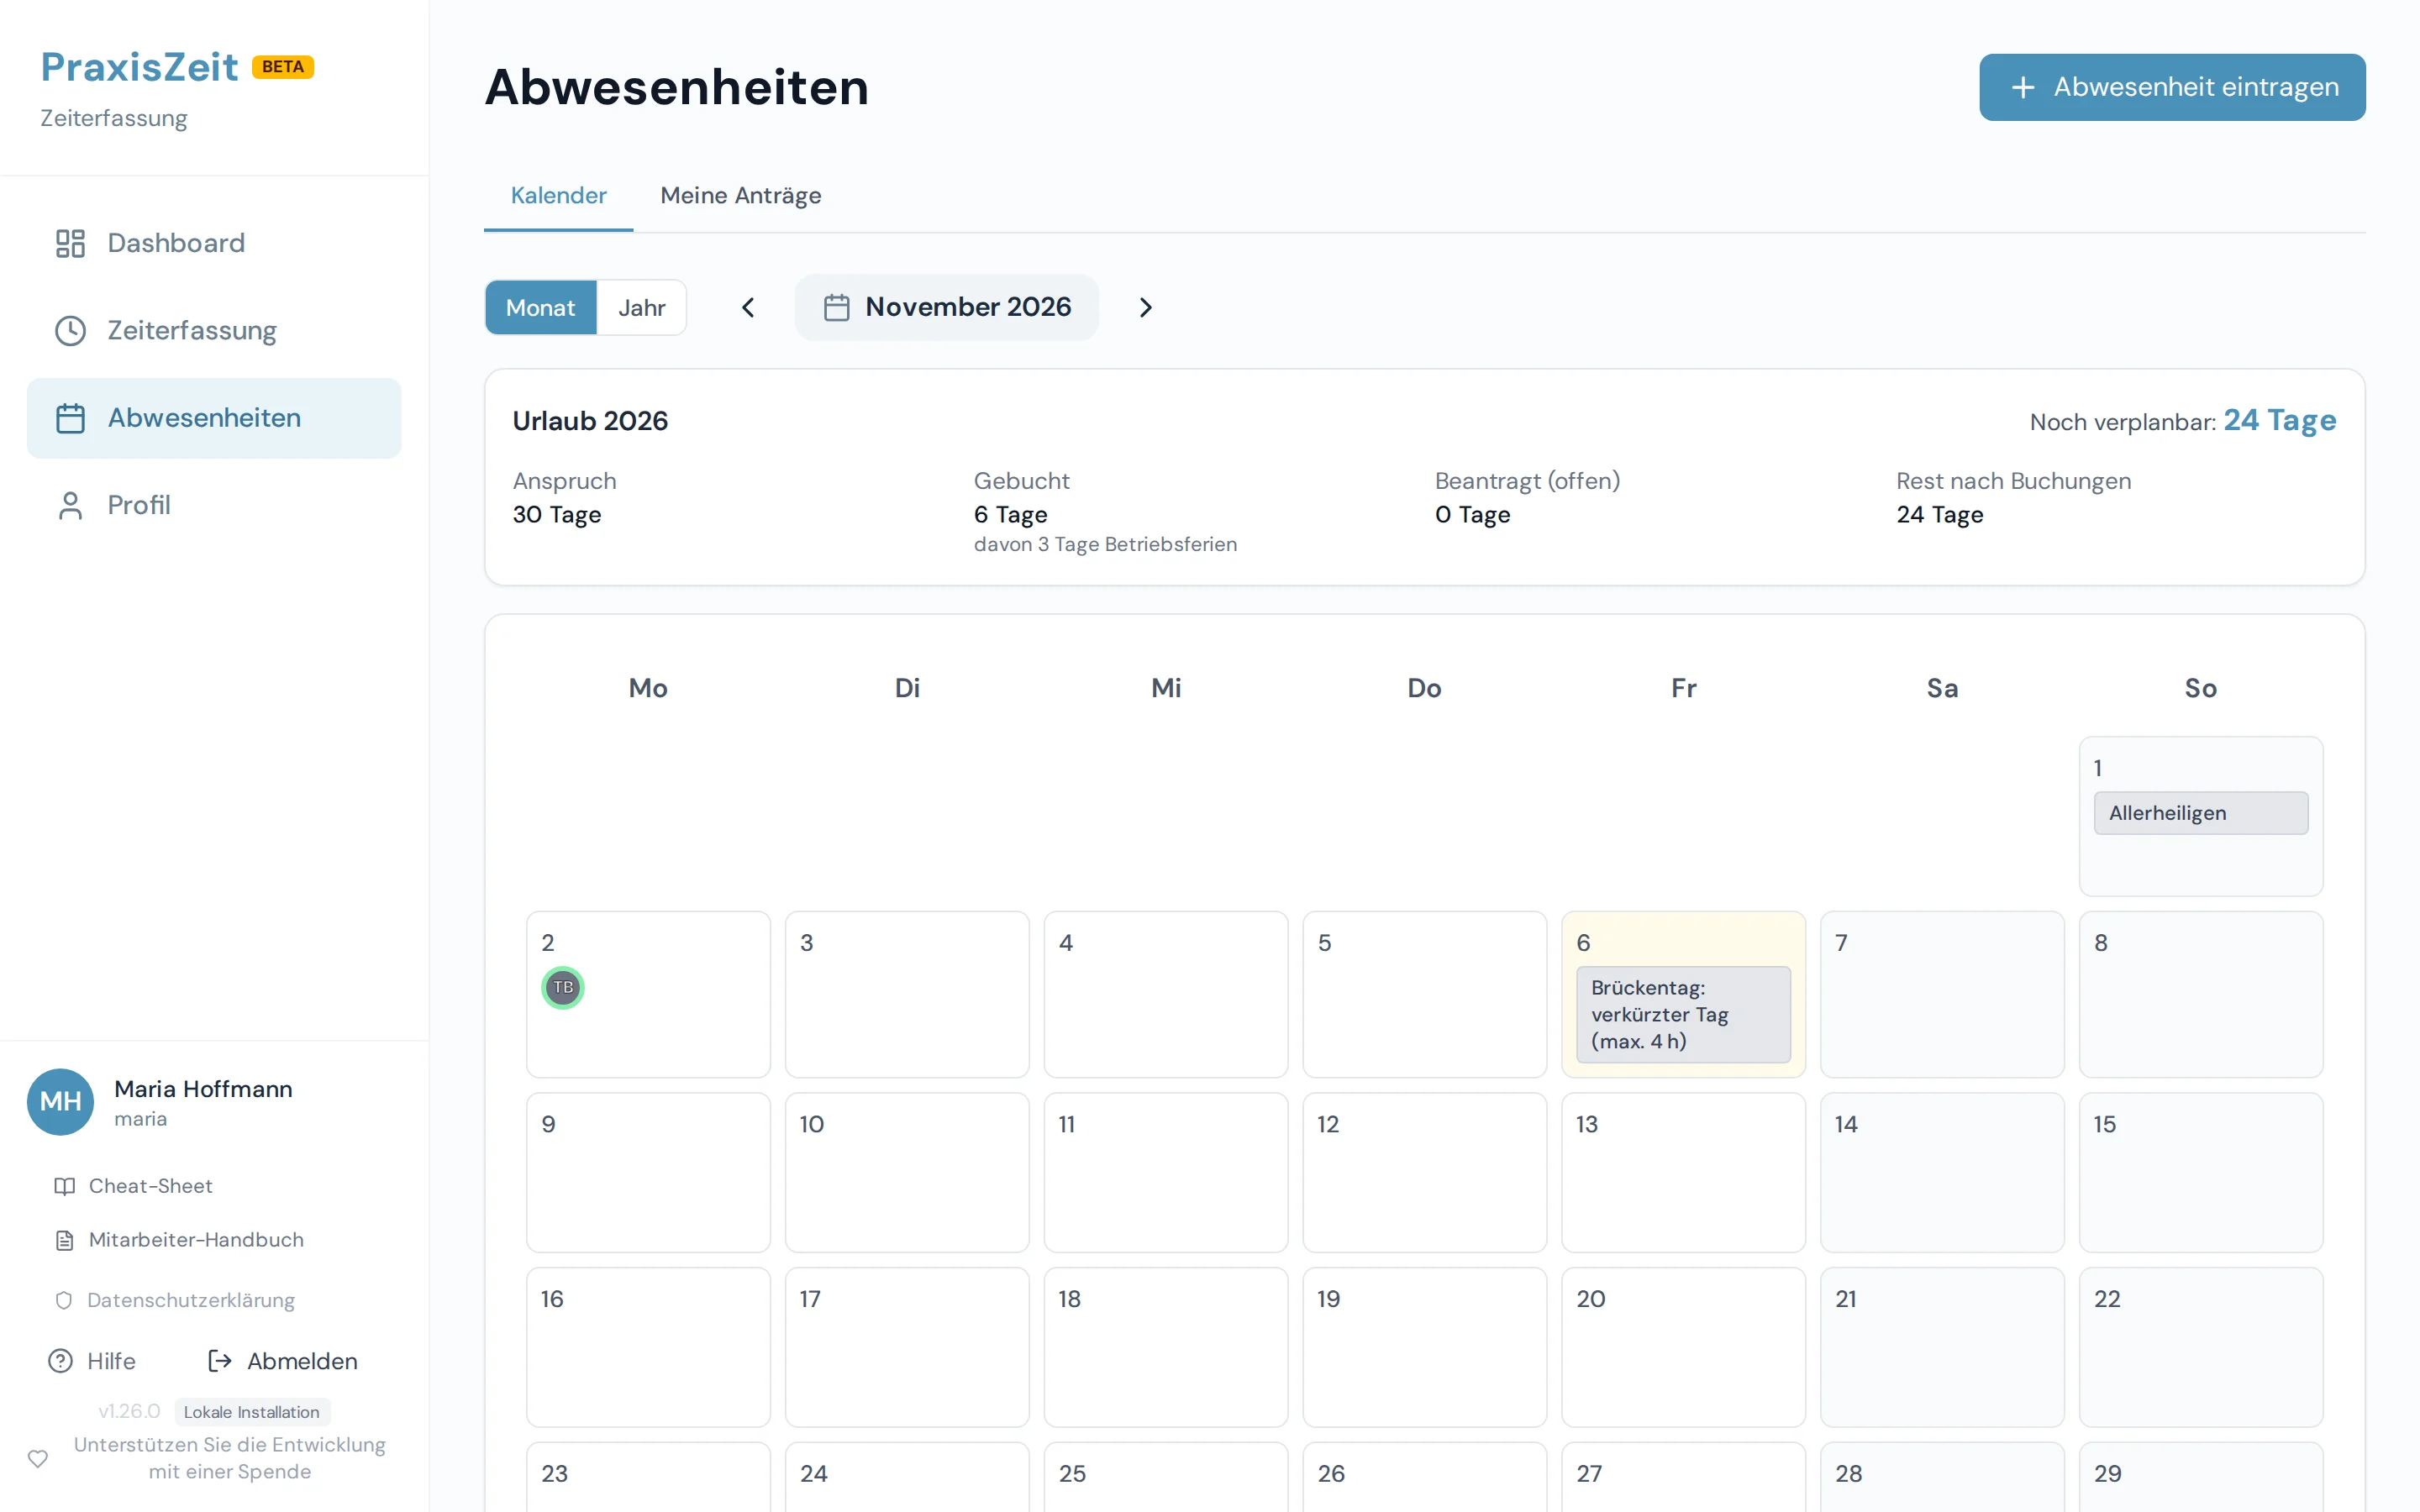 PraxisZeit BETA
Zeiterfassung
Dashboard
Zeiterfassung
Abwesenheiten
Profil
MH
Maria Hoffmann
maria
Cheat-Sheet
Mitarbeiter-Handbuch
Datenschutzerklärung
Hilfe
Abmelden
v1.26.0 Lokale Installation
Unterstützen Sie die Entwicklung
mit einer Spende
Abwesenheiten
Abwesenheit eintragen
Kalender Meine Anträge
Monat Jahr November 2026
Urlaub 2026 Noch verplanbar: 24 Tage
Anspruch Gebucht Beantragt (offen) Rest nach Buchungen
30 Tage 6 Tage 0 Tage 24 Tage
davon 3 Tage Betriebsferien
Mo Di Mi Do Fr Sa So
1
Allerheiligen
2 3 4 5 6 7 8
TB
Brückentag:
verkürzter Tag
(max. 4 h)
9 10 11 12 13 14 15
16 17 18 19 20 21 22
23 24 25 26 27 28 29